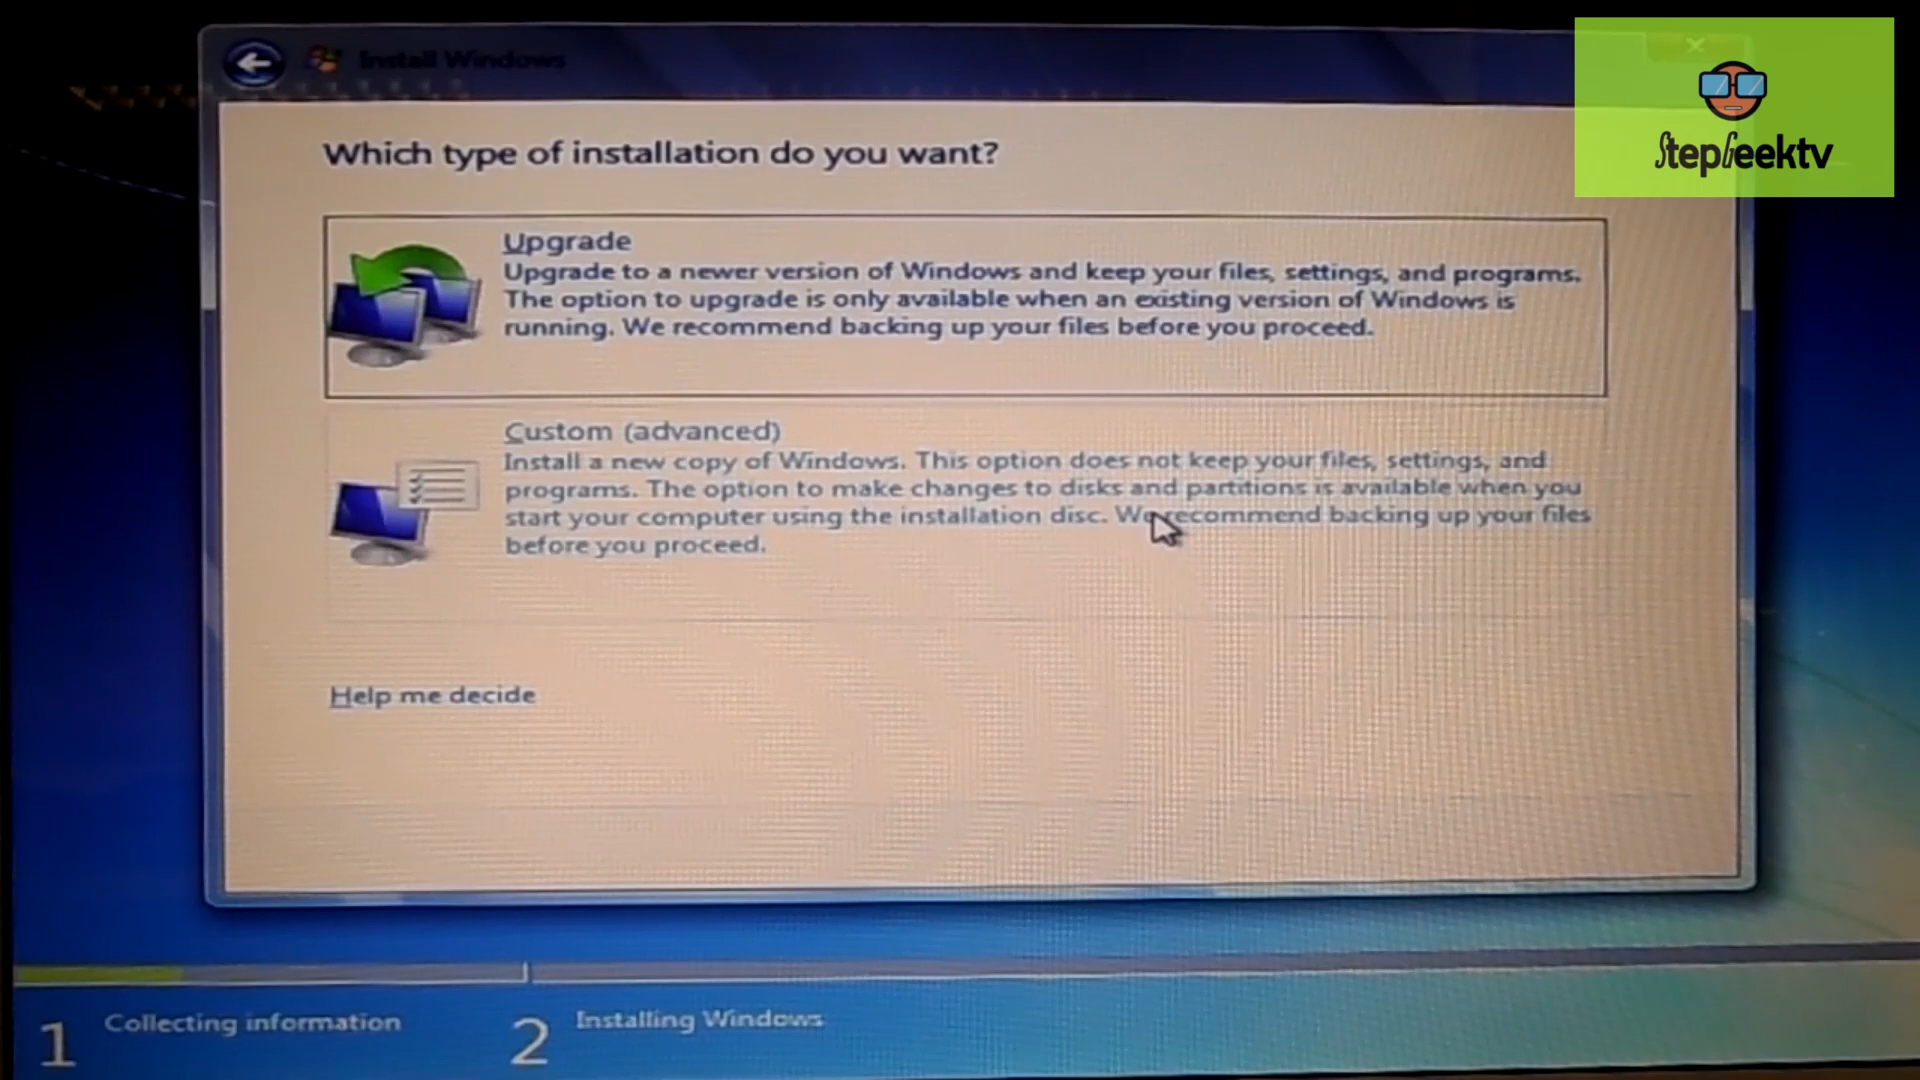 Install Windows
StepGeektv
Which type of installation do you want?
Upgrade
Upgrade to a newer version of Windows and keep your files, settings, and programs.
The option to upgrade is only available when an existing version of Windows is
running. We recommend backing up your files before you proceed.
Custom (advanced)
Install a new copy of Windows. This option does not keep your files, settings, and
programs. The option to make changes to disks and partitions is available when you
start your computer using the installation disc. We recommend backing up your files
before you proceed.
Help me decide
1 Collecting information
2 Installing Windows